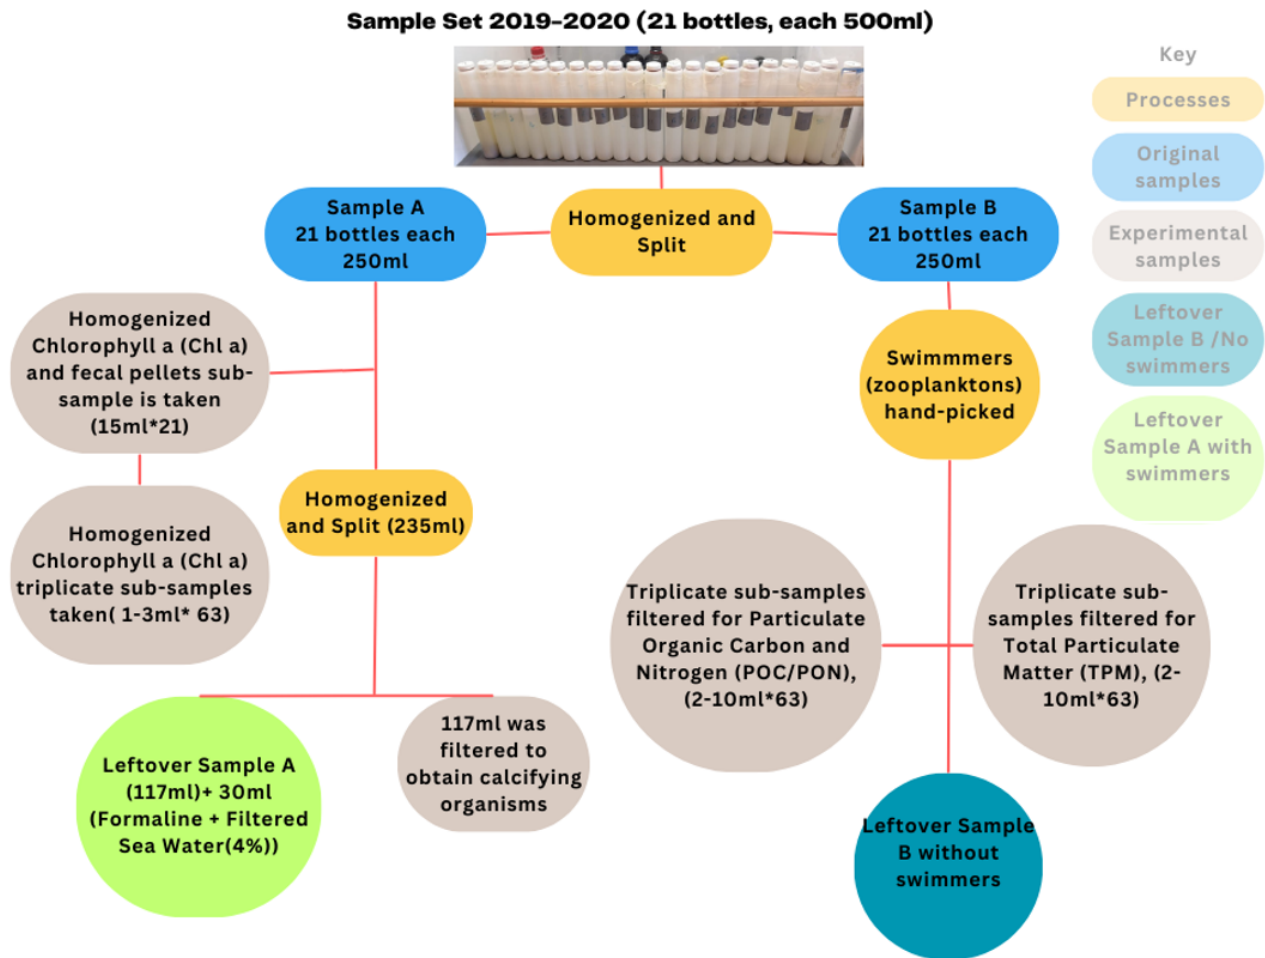 Sample Set 2019-2020 (21 bottles, each 500ml)
Key
Processes
Original
samples
Experimental
samples
Leftover
Sample B /No
swimmers
Leftover
Sample A with
swimmers
Sample A
21 bottles each
250ml
Homogenized and
Split
Sample B
21 bottles each
250ml
Homogenized
Chlorophyll a (Chl a)
and fecal pellets sub-
sample is taken
(15ml*21)
Swimmmers
(zooplanktons)
hand-picked
Homogenized
and Split (235ml)
Homogenized
Chlorophyll a (Chl a)
triplicate sub-samples
taken( 1-3ml* 63)
Triplicate sub-samples
filtered for Particulate
Organic Carbon and
Nitrogen (POC/PON),
(2-10ml*63)
Triplicate sub-
samples filtered for
Total Particulate
Matter (TPM), (2-
10ml*63)
Leftover Sample A
(117ml)+ 30ml
(Formaline + Filtered
Sea Water(4%))
117ml was
filtered to
obtain calcifying
organisms
Leftover Sample
B without
swimmers